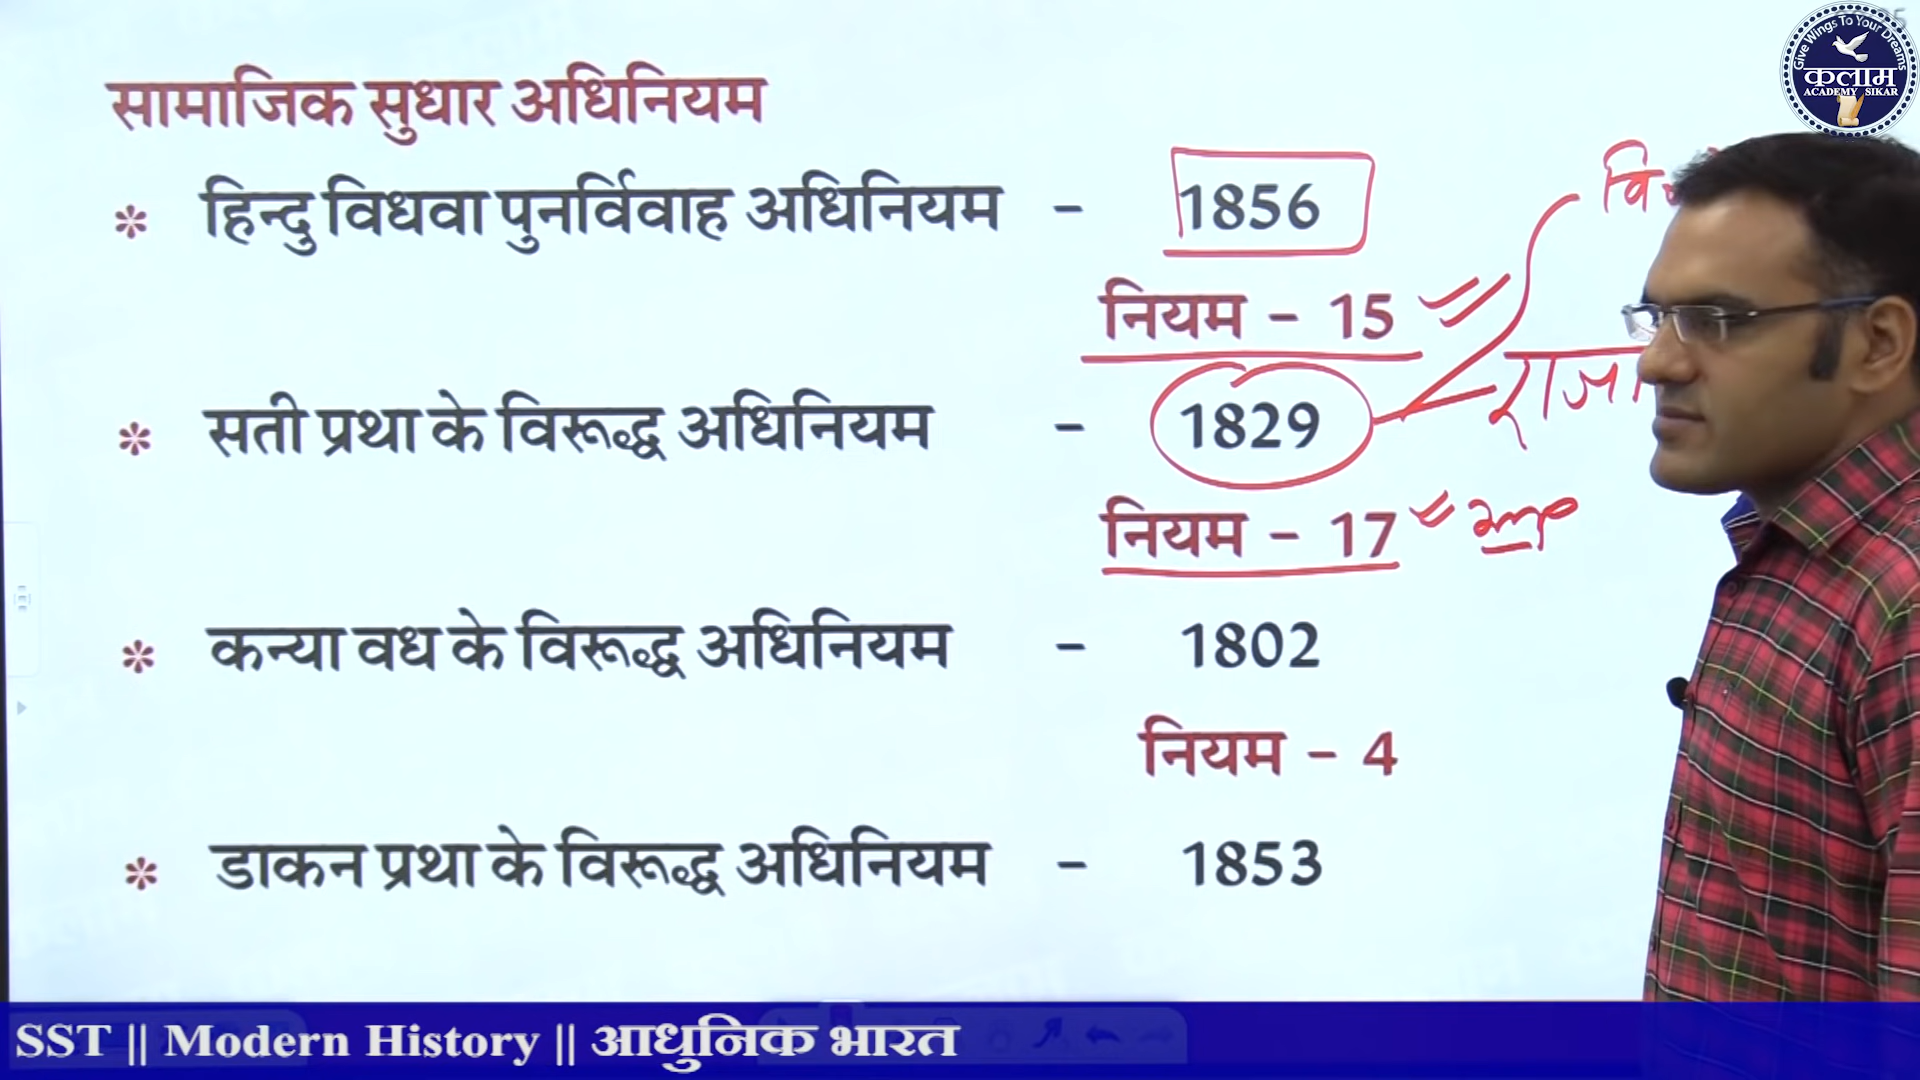 Give Wings To Your Dreams
कलाम
ACADEMY SIKAR
सामाजिक सुधार अधिनियम
* हिन्दु विधवा पुनर्विवाह अधिनियम - 1856
नियम - 15
* सती प्रथा के विरूद्ध अधिनियम - 1829
राजा
नियम - 17 Imp
* कन्या वध के विरूद्ध अधिनियम - 1802
नियम - 4
* डाकन प्रथा के विरूद्ध अधिनियम - 1853
SST || Modern History || आधुनिक भारत